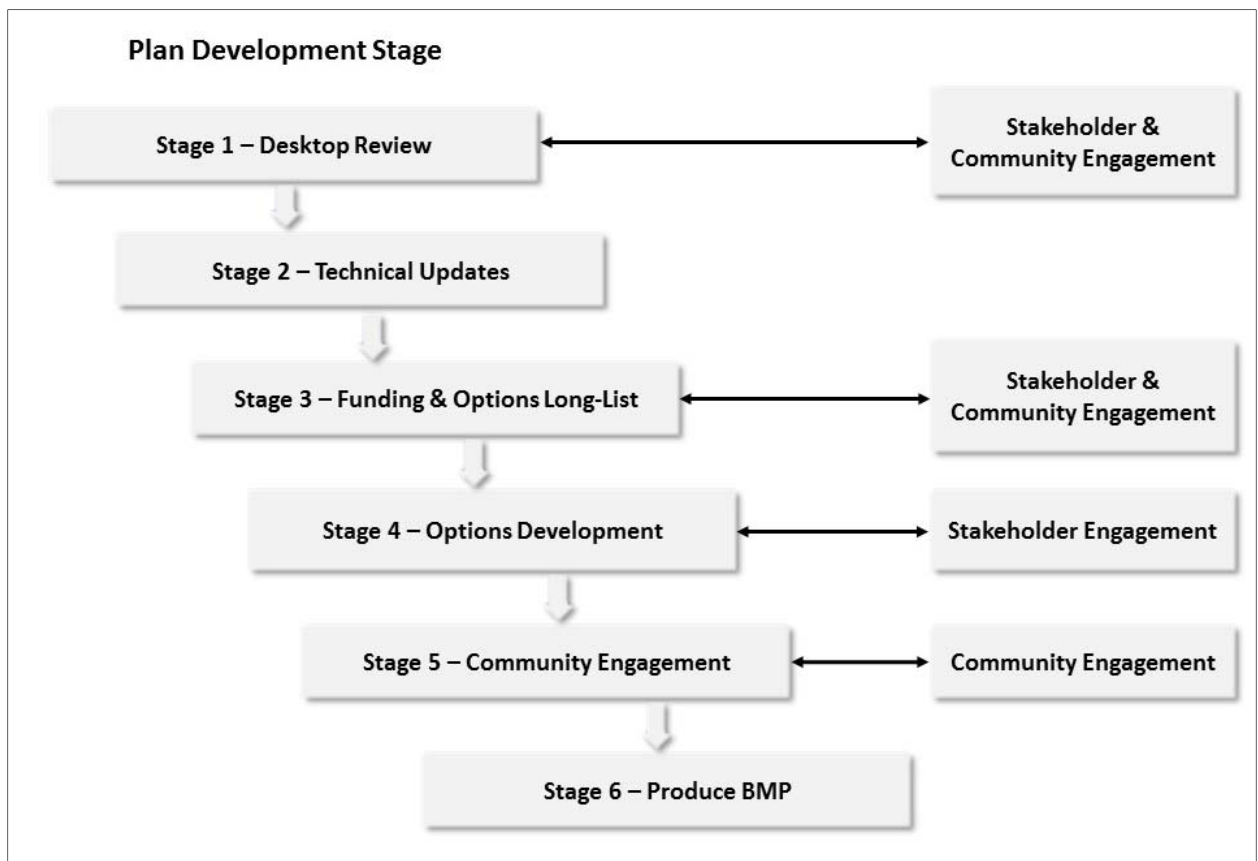 Plan Development Stage
Stage 1 – Desktop Review
Stakeholder &
Community Engagement
Stage 2 – Technical Updates
Stage 3 – Funding & Options Long-List
Stakeholder &
Community Engagement
Stage 4 – Options Development
Stakeholder Engagement
Stage 5 – Community Engagement
Community Engagement
Stage 6 – Produce BMP